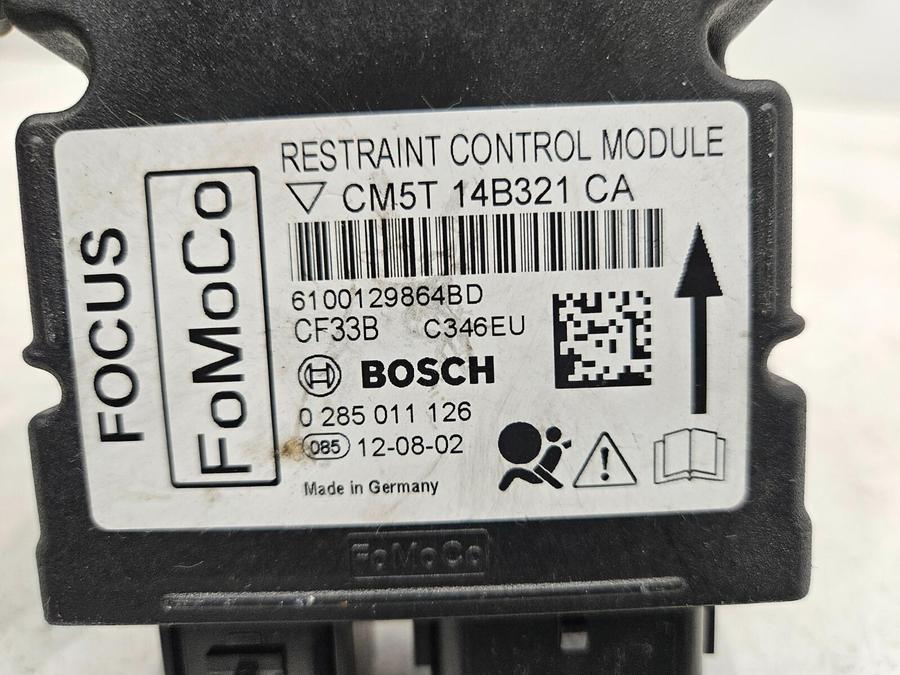 RESTRAINT CONTROL MODULE
CM5T 14B321 CA
6100129864BD
CF33B C346EU
BOSCH
0 285 011 126
085 12-08-02
Made in Germany
FOCUS
FoMoCo
FoMoCo